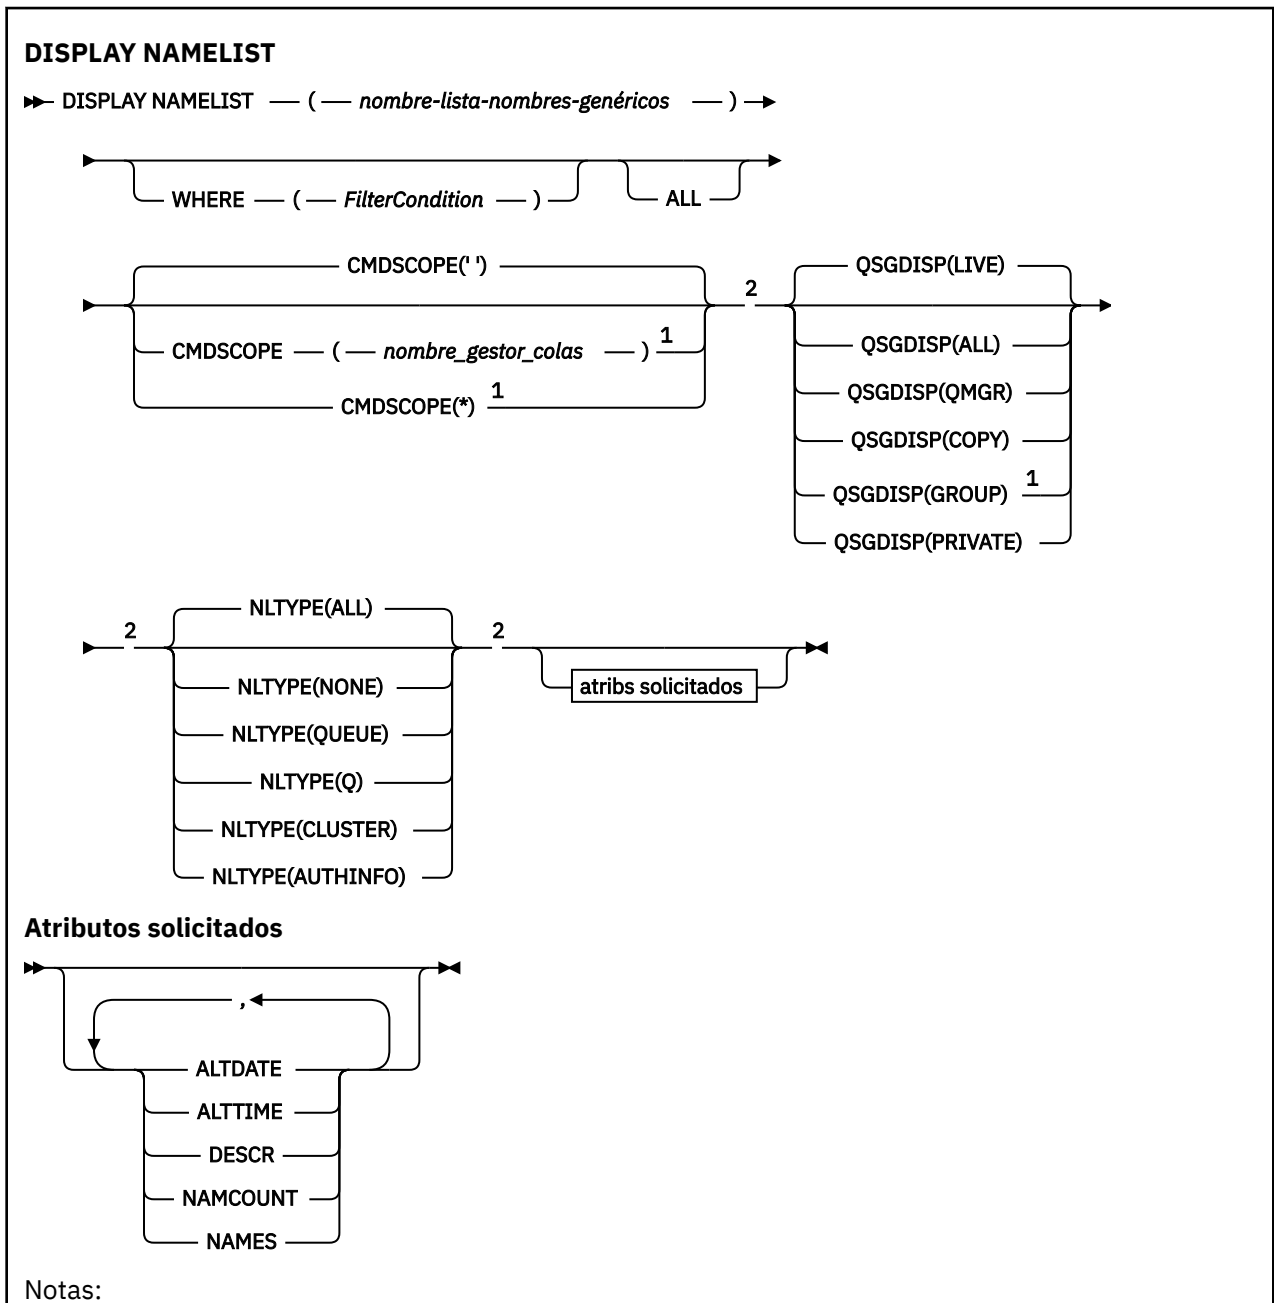 DISPLAY NAMELIST
DISPLAY NAMELIST ( nombre-lista-nombres-genéricos )
WHERE ( FilterCondition ) ALL
CMDSCOPE(' ') QSGDISP(LIVE)
2
CMDSCOPE ( nombre_gestor_colas ) 1 QSGDISP(ALL)
CMDSCOPE(*) 1 QSGDISP(QMGR)
QSGDISP(COPY)
QSGDISP(GROUP) 1
QSGDISP(PRIVATE)
2 NLTYPE(ALL) 2
NLTYPE(NONE) atribs solicitados
NLTYPE(QUEUE)
NLTYPE(Q)
NLTYPE(CLUSTER)
NLTYPE(AUTHINFO)
Atributos solicitados
,
ALTDATE
ALTTIME
DESCR
NAMCOUNT
NAMES
Notas: